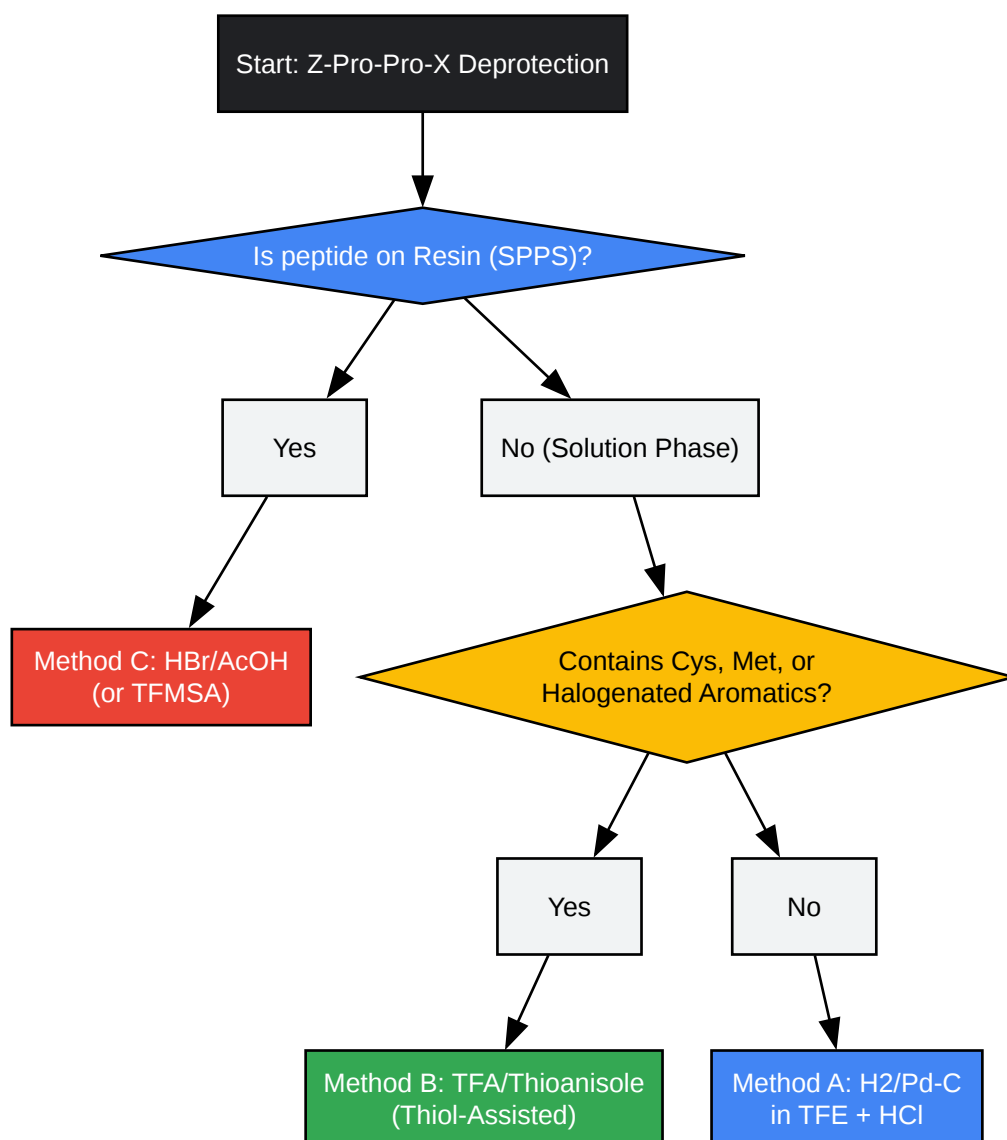 Start: Z-Pro-Pro-X Deprotection
Is peptide on Resin (SPPS)?
Yes
No (Solution Phase)
Method C: HBr/AcOH
(or TFMSA)
Contains Cys, Met, or
Halogenated Aromatics?
Yes
No
Method B: TFA/Thioanisole
(Thiol-Assisted)
Method A: H2/Pd-C
in TFE + HCl